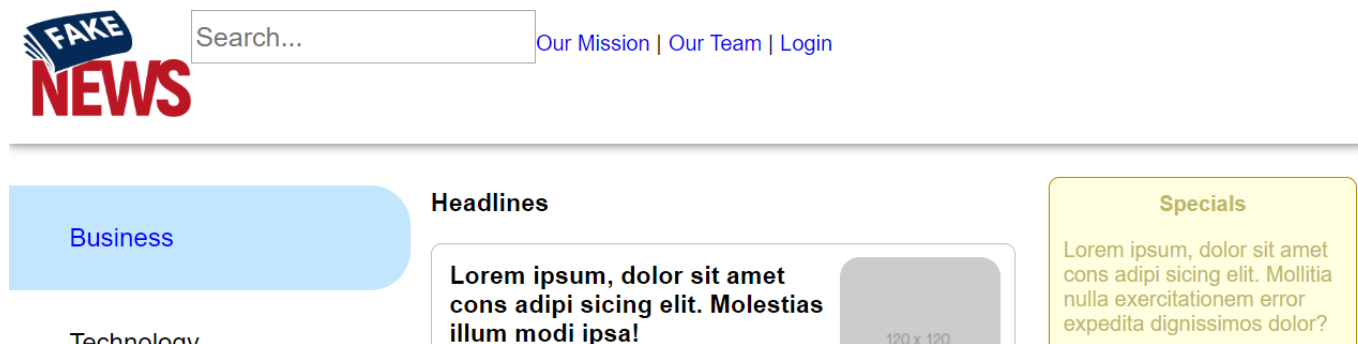 FAKE
NEWS
Search...
Our Mission | Our Team | Login
Business
Technology
Headlines
Lorem ipsum, dolor sit amet
cons adipi sicing elit. Molestias
illum modi ipsa!
120 x 120
Specials
Lorem ipsum, dolor sit amet
cons adipi sicing elit. Mollitia
nulla exercitationem error
expedita dignissimos dolor?